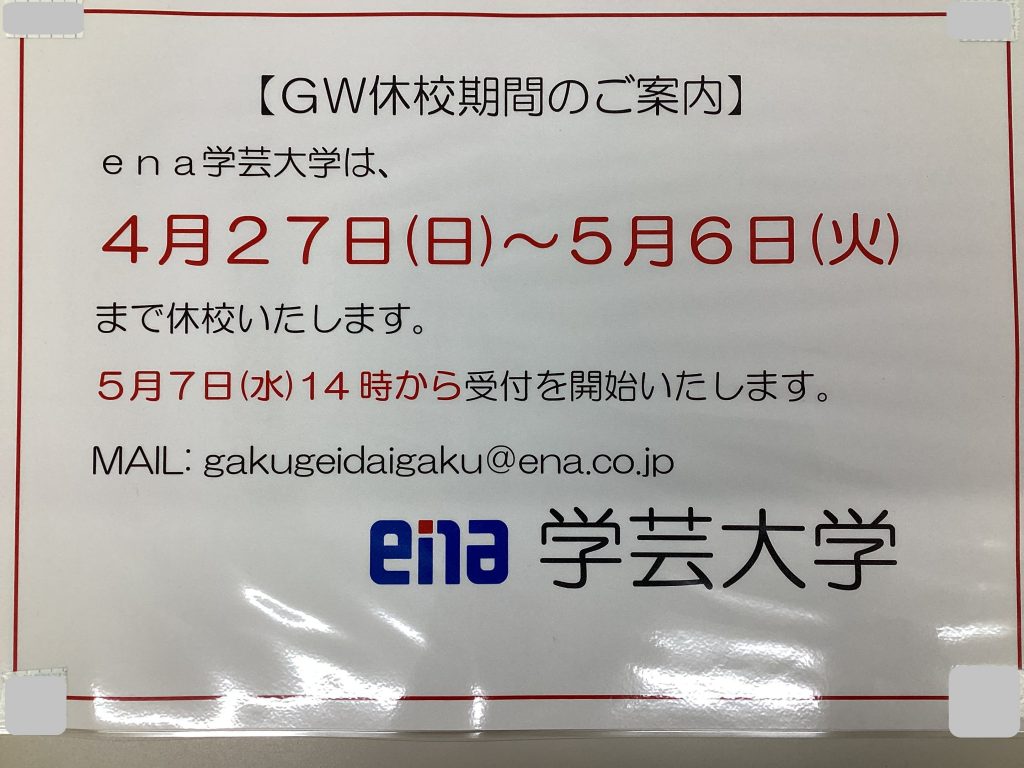 【GW休校期間のご案内】
ena学芸大学は、
4月27日(日)～5月6日(火)
まで休校いたします。
5月7日(水)14時から受付を開始いたします。
MAIL: gakugeidaigaku@ena.co.jp
ena 学芸大学